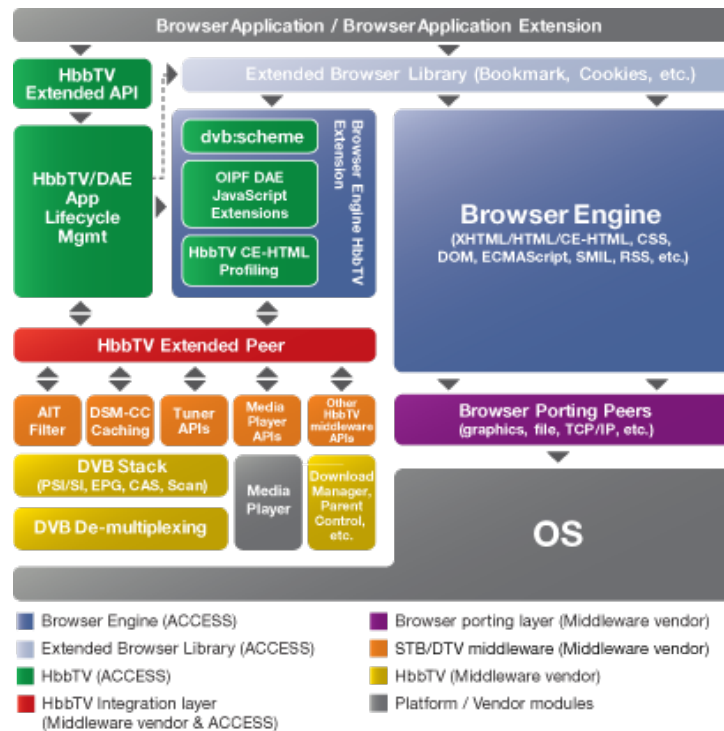 Browser Application / Browser Application Extension
HbbTV
Extended API
Extended Browser Library (Bookmark, Cookies, etc.)
HbbTV/DAE
App
Lifecycle
Mgmt
dvb:scheme
OIPF DAE
JavaScript
Extensions
HbbTV CE-HTML
Profiling
Browser Engine HbbTV
Extension
Browser Engine
(XHTML/HTML/CE-HTML, CSS,
DOM, ECMAScript, SMIL, RSS, etc.)
HbbTV Extended Peer
AIT
Filter
DSM-CC
Caching
Tuner
APIs
Media
Player
APIs
Other
HbbTV
middleware
APIs
Browser Porting Peers
(graphics, file, TCP/IP, etc.)
DVB Stack
(PSI/SI, EPG, CAS, Scan)
DVB De-multiplexing
Media
Player
Download
Manager,
Parent
Control,
etc.
OS
Browser Engine (ACCESS)
Extended Browser Library (ACCESS)
HbbTV (ACCESS)
HbbTV Integration layer
(Middleware vendor & ACCESS)
Browser porting layer (Middleware vendor)
STB/DTV middleware (Middleware vendor)
HbbTV (Middleware vendor)
Platform / Vendor modules